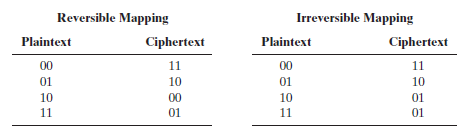 Reversible Mapping Irreversible Mapping
Plaintext Ciphertext Plaintext Ciphertext
00 11 00 11
01 10 01 10
10 00 10 01
11 01 11 01